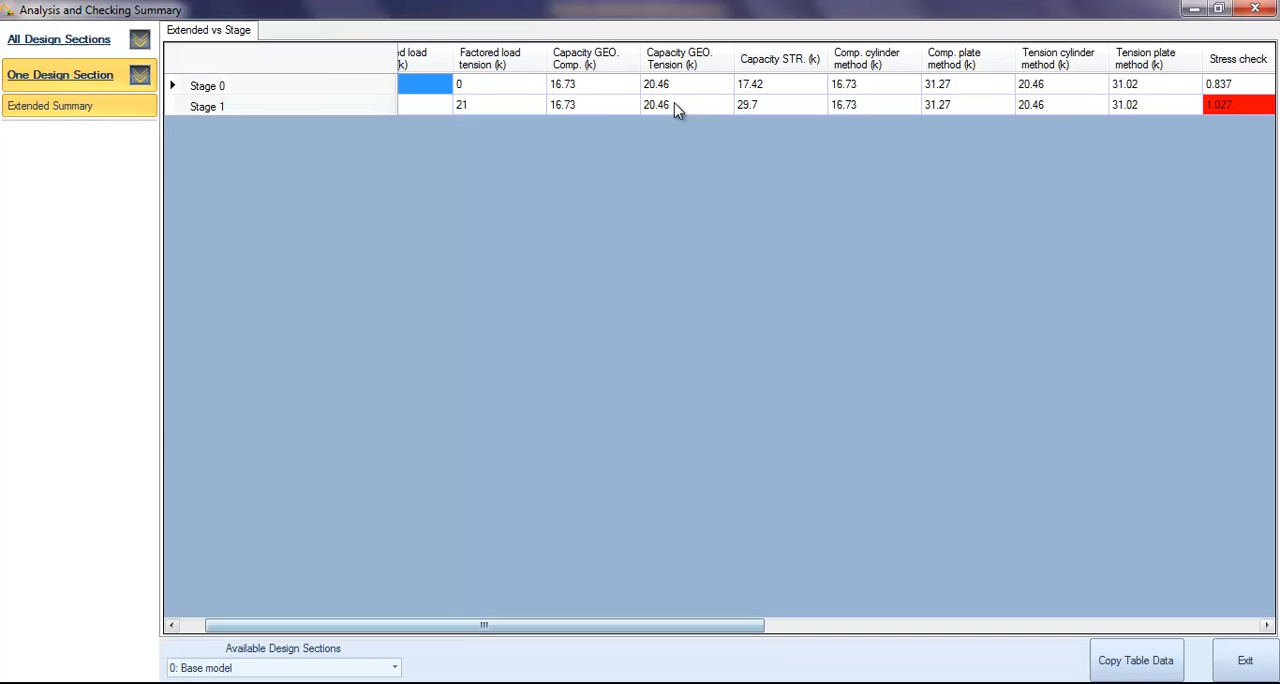 Analysis and Checking Summary
All Design Sections
One Design Section
Extended Summary
Extended vs Stage
d load (k)
Factored load tension (k)
Capacity GEO. Comp. (k)
Capacity GEO. Tension (k)
Capacity STR. (k)
Comp. cylinder method (k)
Comp. plate method (k)
Tension cylinder method (k)
Tension plate method (k)
Stress check
Stage 0 0 16.73 20.46 17.42 16.73 31.27 20.46 31.02 0.837
Stage 1 21 16.73 20.46 29.7 16.73 31.27 20.46 31.02 1.027
Available Design Sections
0: Base model
Copy Table Data
Exit